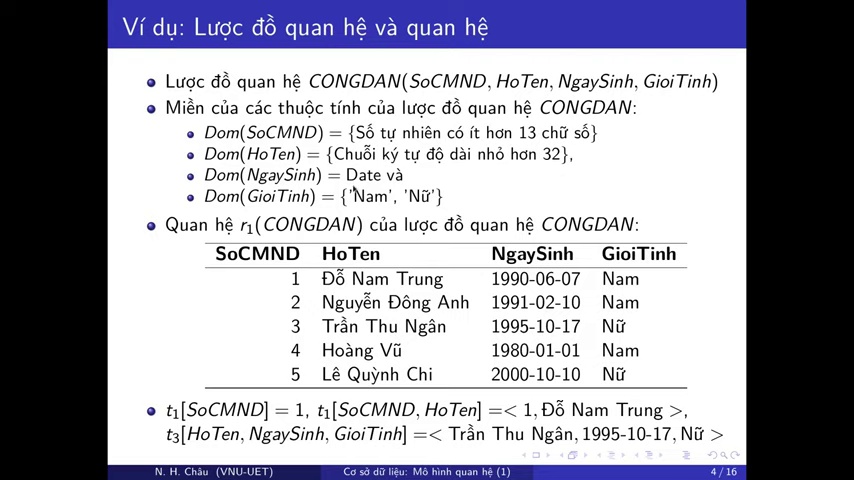 Ví dụ: Lược đồ quan hệ và quan hệ
Lược đồ quan hệ CONGDAN(SoCMND, HoTen, NgaySinh, GioiTinh)
Miền của các thuộc tính của lược đồ quan hệ CONGDAN:
Dom(SoCMND) = {Số tự nhiên có ít hơn 13 chữ số}
Dom(HoTen) = {Chuỗi ký tự độ dài nhỏ hơn 32},
Dom(NgaySinh) = Date và
Dom(GioiTinh) = {'Nam', 'Nữ'}
Quan hệ r1(CONGDAN) của lược đồ quan hệ CONGDAN:
SoCMND HoTen NgaySinh GioiTinh
1 Đỗ Nam Trung 1990-06-07 Nam
2 Nguyễn Đông Anh 1991-02-10 Nam
3 Trần Thu Ngân 1995-10-17 Nữ
4 Hoàng Vũ 1980-01-01 Nam
5 Lê Quỳnh Chi 2000-10-10 Nữ
t1[SoCMND] = 1, t1[SoCMND, HoTen] =< 1, Đỗ Nam Trung >,
t3[HoTen, NgaySinh, GioiTinh] =< Trần Thu Ngân, 1995-10-17, Nữ >
N. H. Châu (VNU-UET) Cơ sở dữ liệu: Mô hình quan hệ (1) 4 / 16